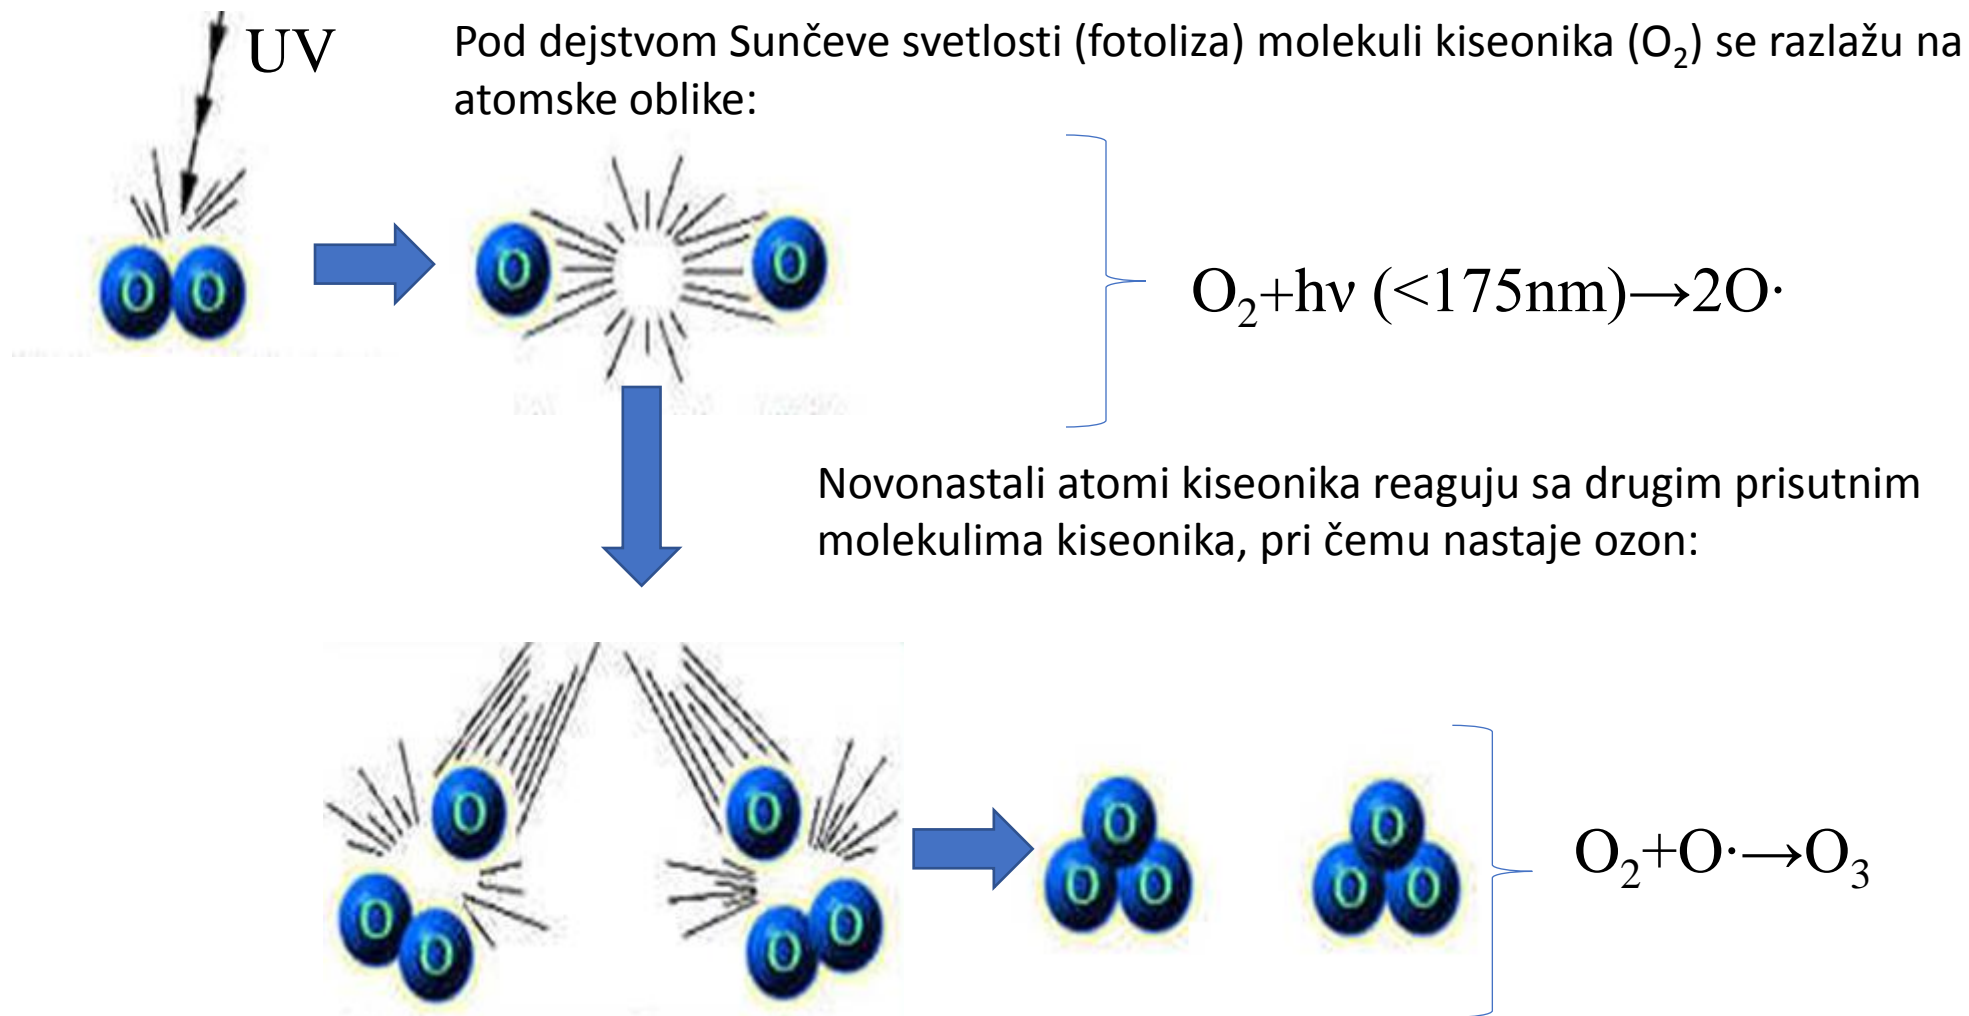 UV
Pod dejstvom Sunčeve svetlosti (fotoliza) molekuli kiseonika (O₂) se razlažu na
atomske oblike:
O O
O O
O₂+hν (<175nm)→2O·
Novonastali atomi kiseonika reaguju sa drugim prisutnim
molekulima kiseonika, pri čemu nastaje ozon:
O O O O
O O O O O O
O₂+O·→O₃
O O